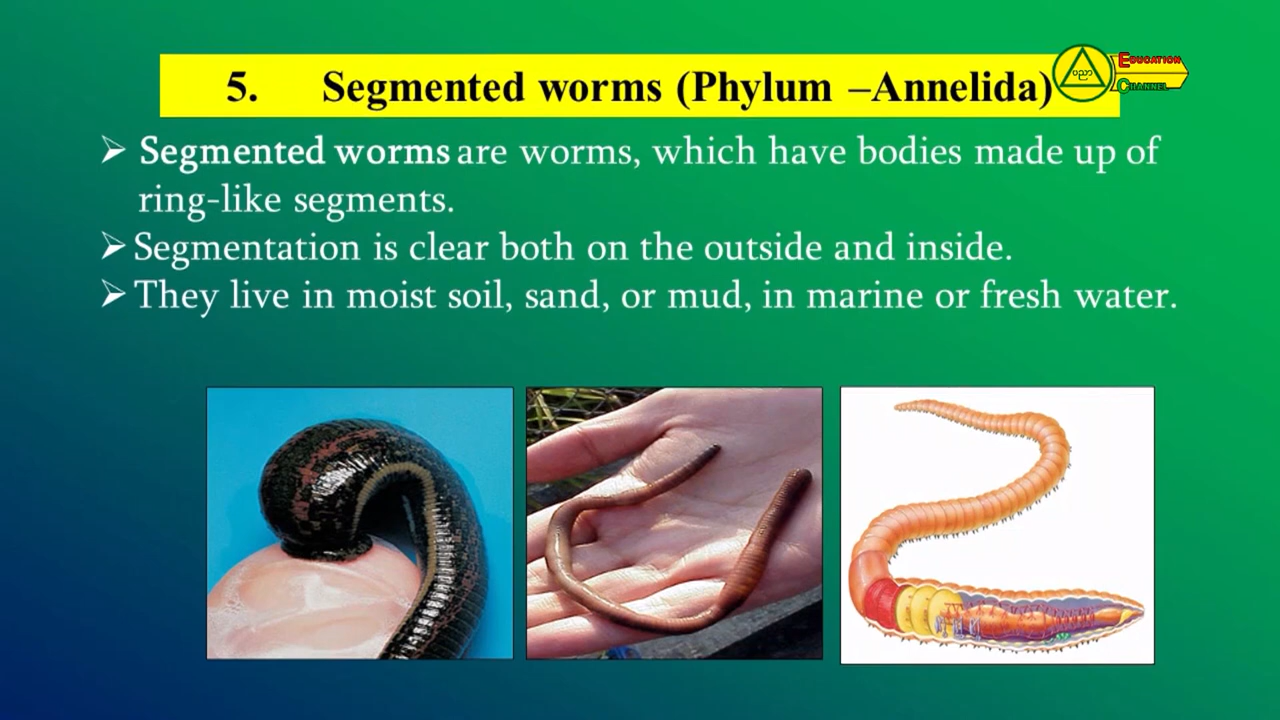 5. Segmented worms (Phylum –Annelida)
EDUCATION
CHANNEL
ပညာ
➢ Segmented worms are worms, which have bodies made up of
ring-like segments.
➢ Segmentation is clear both on the outside and inside.
➢ They live in moist soil, sand, or mud, in marine or fresh water.